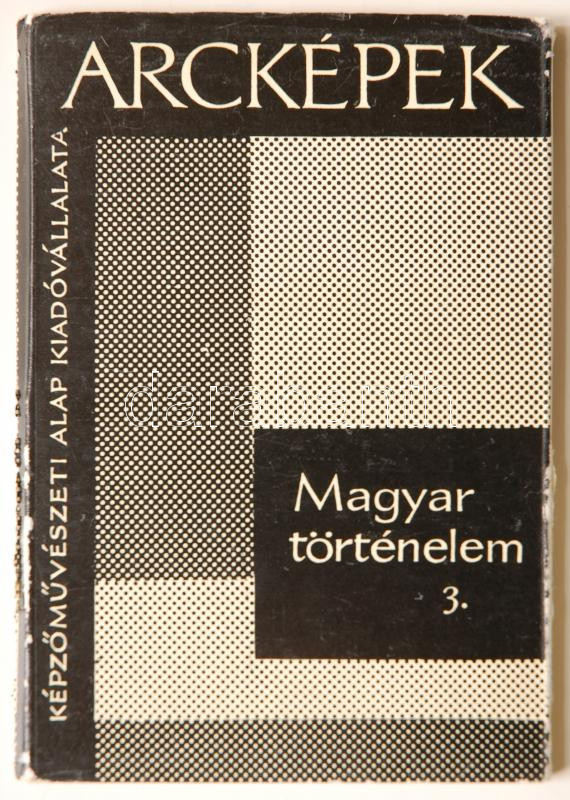 ARCKÉPEK
KÉPZŐMŰVÉSZETI ALAP KIADÓVÁLLALATA
darabanth
Magyar
történelem
3.